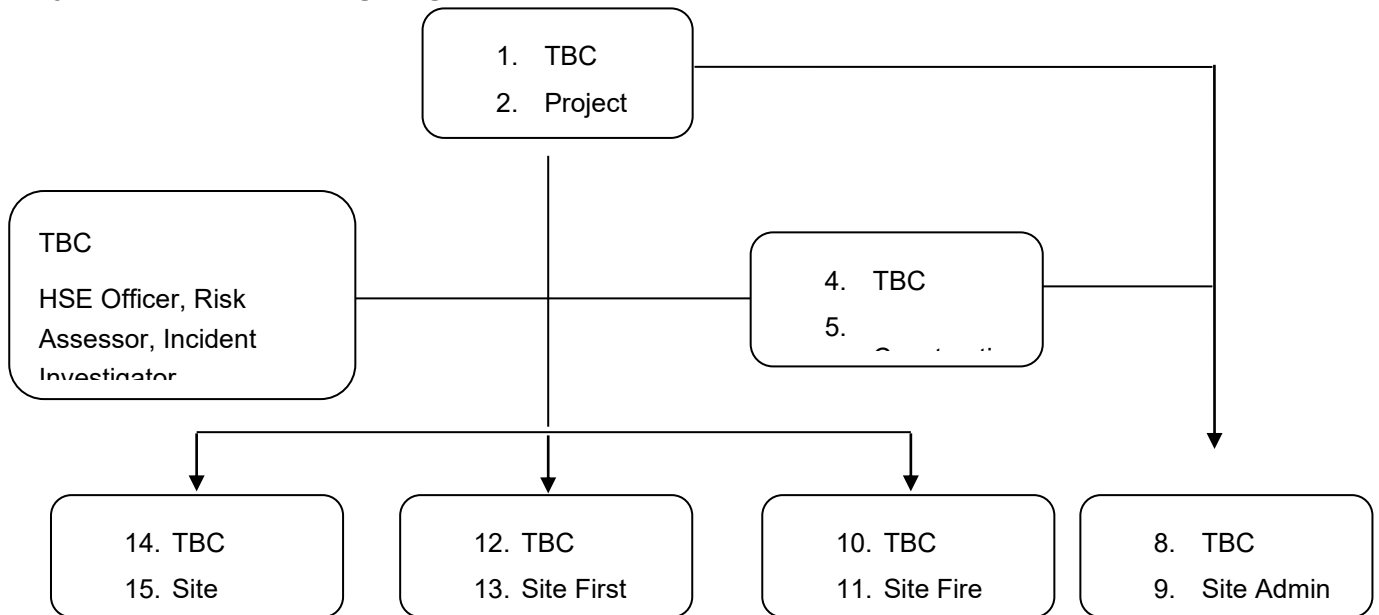 1. TBC
2. Project
TBC
HSE Officer, Risk
Assessor, Incident
Investigator
4. TBC
5.
14. TBC
15. Site
12. TBC
13. Site First
10. TBC
11. Site Fire
8. TBC
9. Site Admin